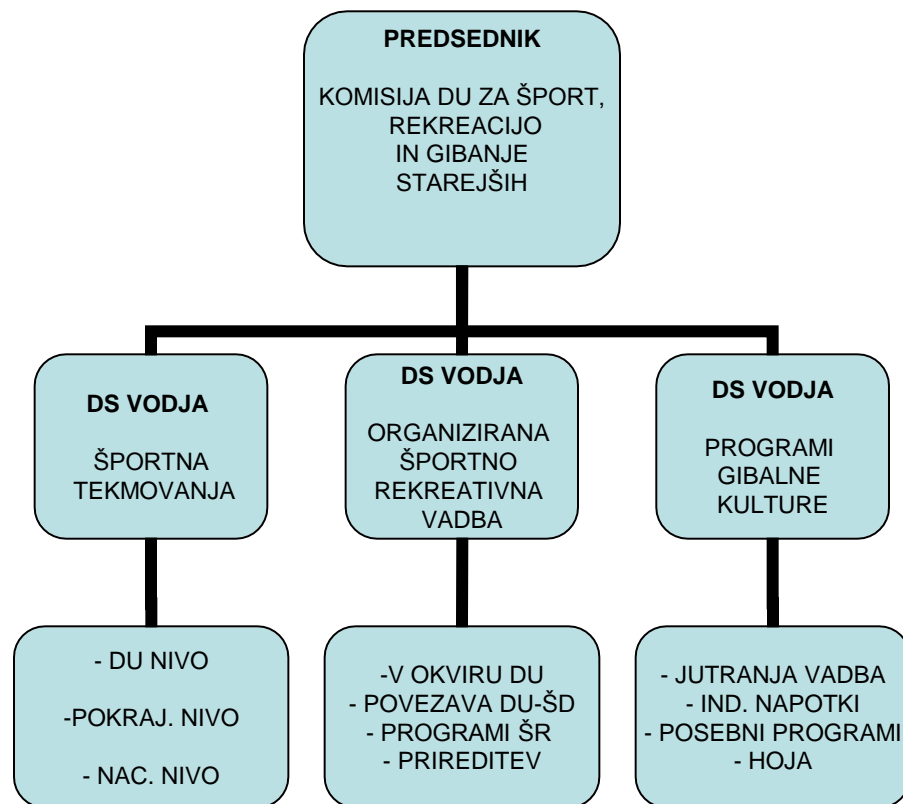 PREDSEDNIK
KOMISIJA DU ZA ŠPORT,
REKREACIJO
IN GIBANJE
STAREJŠIH
DS VODJA
ŠPORTNA
TEKMOVANJA
DS VODJA
ORGANIZIRANA
ŠPORTNO
REKREATIVNA
VADBA
DS VODJA
PROGRAMI
GIBALNE
KULTURE
- DU NIVO
-POKRAJ. NIVO
- NAC. NIVO
-V OKVIRU DU
- POVEZAVA DU-ŠD
- PROGRAMI ŠR
- PRIREDITEV
- JUTRANJA VADBA
- IND. NAPOTKI
- POSEBNI PROGRAMI
- HOJA